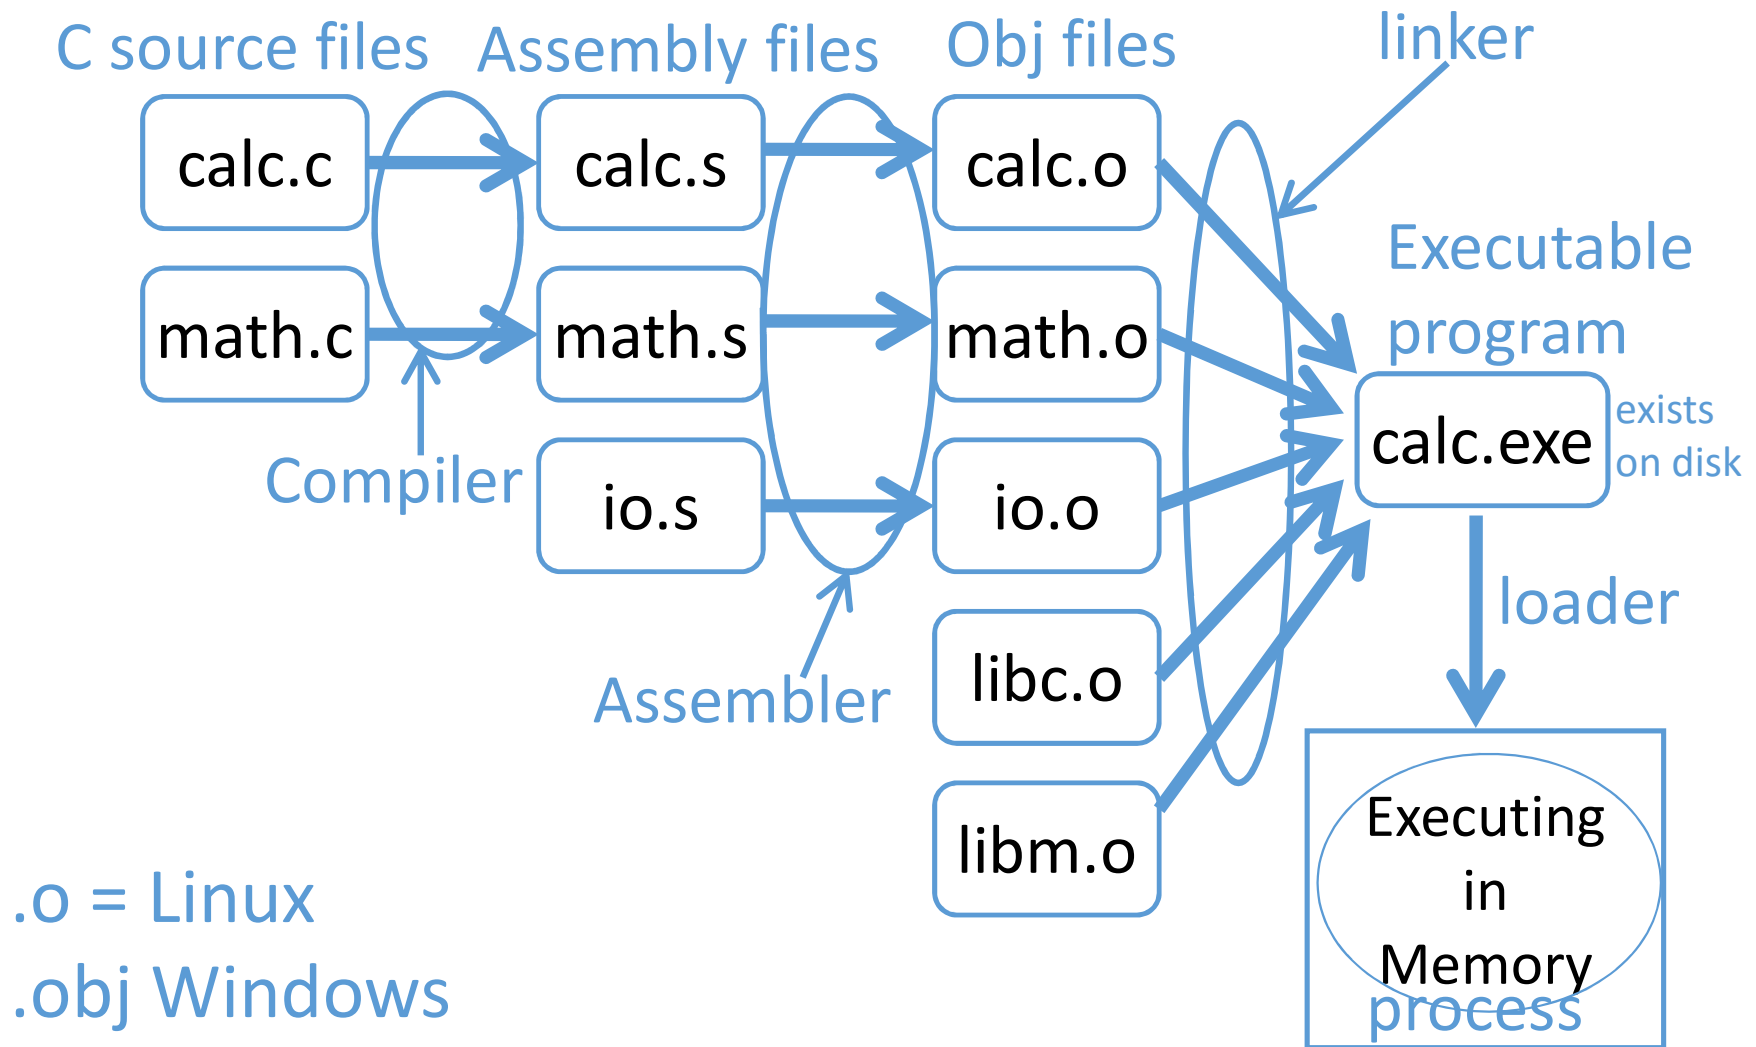 C source files
Assembly files
Obj files
linker
calc.c
calc.s
calc.o
Executable
program
math.c
math.s
math.o
calc.exe
exists
on disk
Compiler
io.s
io.o
loader
libc.o
Assembler
libm.o
Executing
in
Memory
process
.o = Linux
.obj Windows